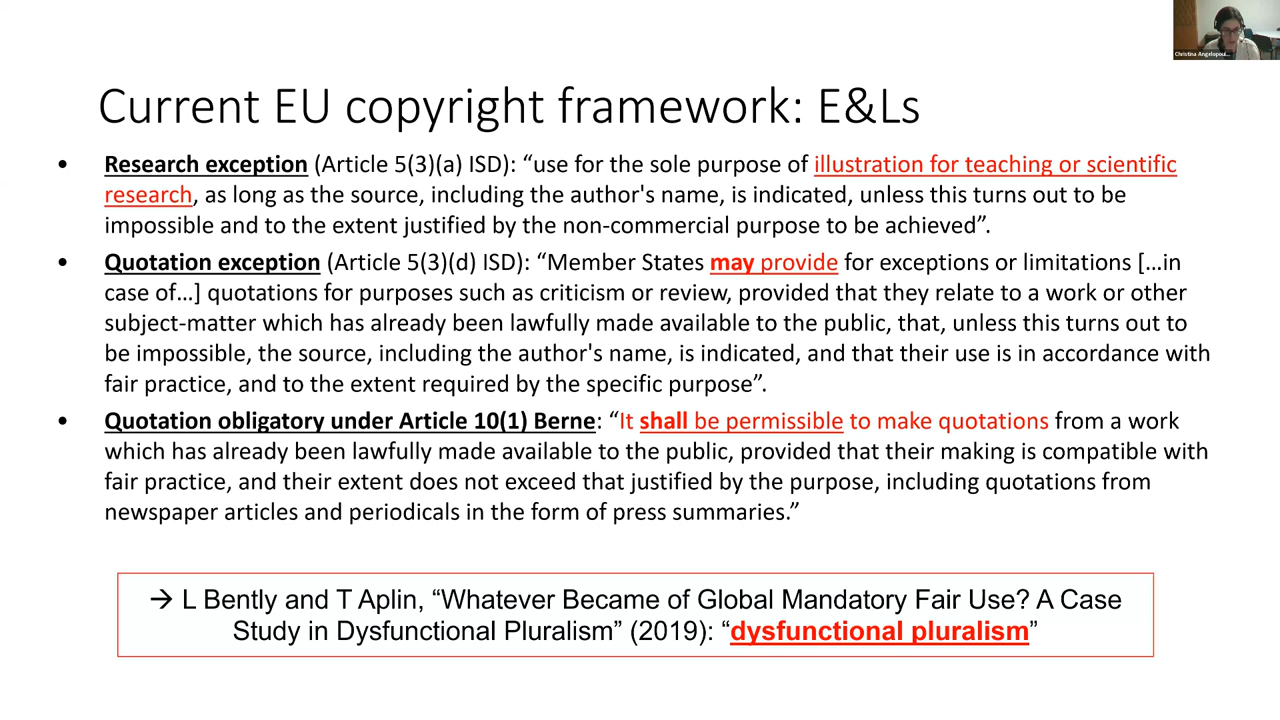 Christina Angelopoul...
Current EU copyright framework: E&Ls
• Research exception (Article 5(3)(a) ISD): “use for the sole purpose of illustration for teaching or scientific
research, as long as the source, including the author's name, is indicated, unless this turns out to be
impossible and to the extent justified by the non-commercial purpose to be achieved”.
• Quotation exception (Article 5(3)(d) ISD): “Member States may provide for exceptions or limitations […in
case of…] quotations for purposes such as criticism or review, provided that they relate to a work or other
subject-matter which has already been lawfully made available to the public, that, unless this turns out to
be impossible, the source, including the author's name, is indicated, and that their use is in accordance with
fair practice, and to the extent required by the specific purpose”.
• Quotation obligatory under Article 10(1) Berne: “It shall be permissible to make quotations from a work
which has already been lawfully made available to the public, provided that their making is compatible with
fair practice, and their extent does not exceed that justified by the purpose, including quotations from
newspaper articles and periodicals in the form of press summaries.”
→ L Bently and T Aplin, “Whatever Became of Global Mandatory Fair Use? A Case
Study in Dysfunctional Pluralism” (2019): “dysfunctional pluralism”